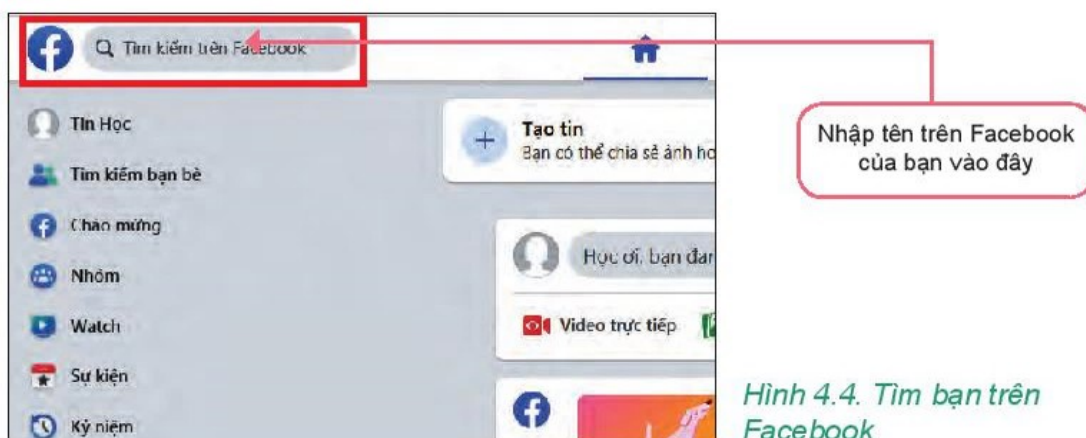 Tìm kiếm trên Facebook
Tin Học
Tìm kiếm bạn bè
Chào mừng
Nhóm
Watch
Sự kiện
Kỷ niệm
Tạo tin
Bạn có thể chia sẻ ảnh ho
Học ơi, bạn đan
Video trực tiếp
Nhập tên trên Facebook
của bạn vào đây
Hình 4.4. Tìm bạn trên
Facebook